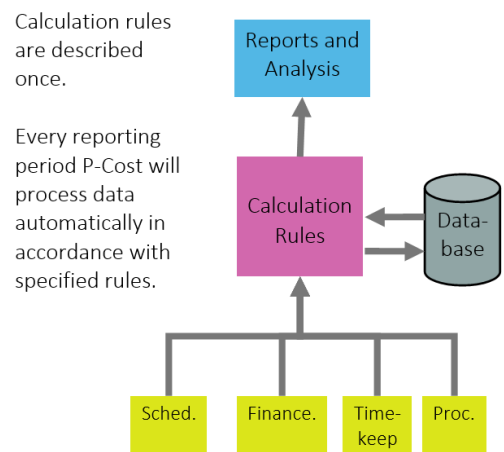 Calculation rules
are described
once.
Every reporting
period P-Cost will
process data
automatically in
accordance with
specified rules.
Reports and
Analysis
Calculation
Rules
Data-
base
Sched.
Finance.
Time-
keep
Proc.